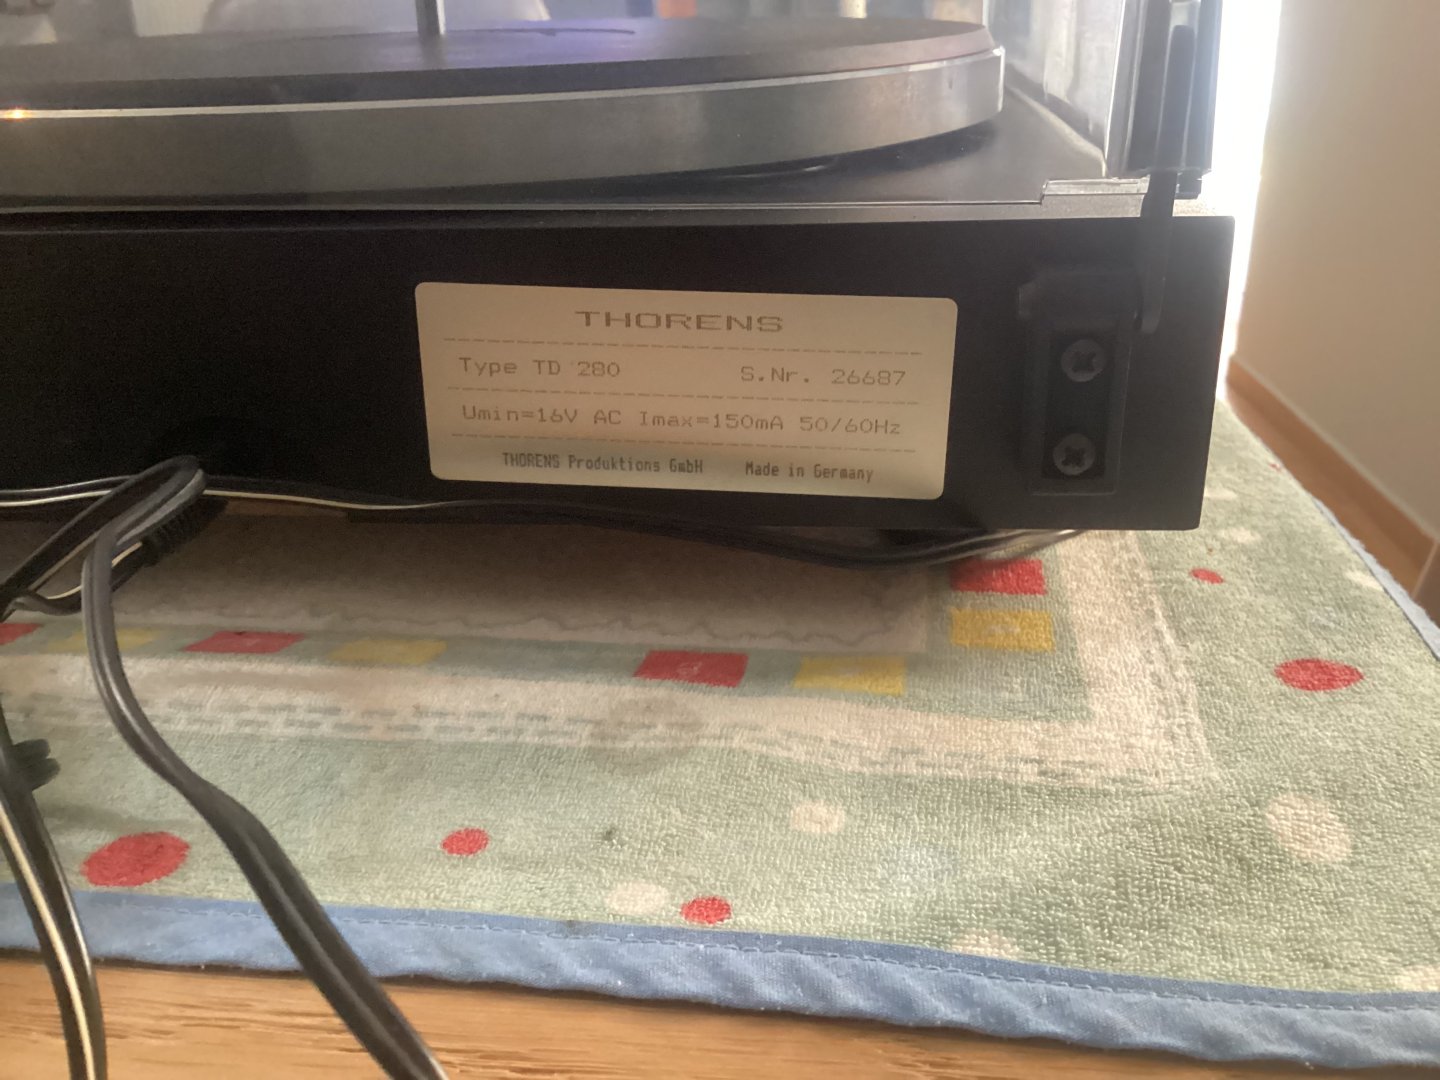 THORENS
Type TD 280 S.Nr. 26687
Umin=16V AC Imax=150mA 50/60Hz
THORENS Produktions GmbH Made in Germany